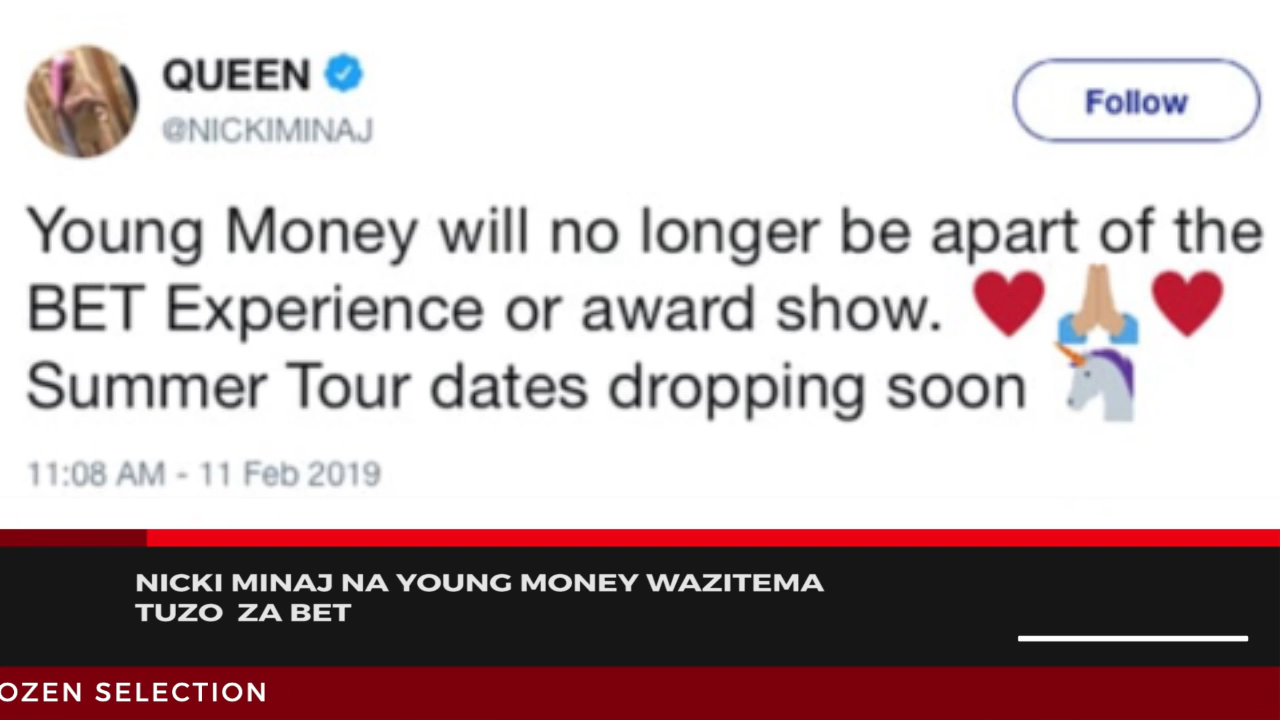 QUEEN
@NICKIMINAJ
Follow
Young Money will no longer be apart of the
BET Experience or award show. ♥️🙏🏼♥️
Summer Tour dates dropping soon 🦄
11:08 AM - 11 Feb 2019
NICKI MINAJ NA YOUNG MONEY WAZITEMA
TUZO ZA BET
OZEN SELECTION